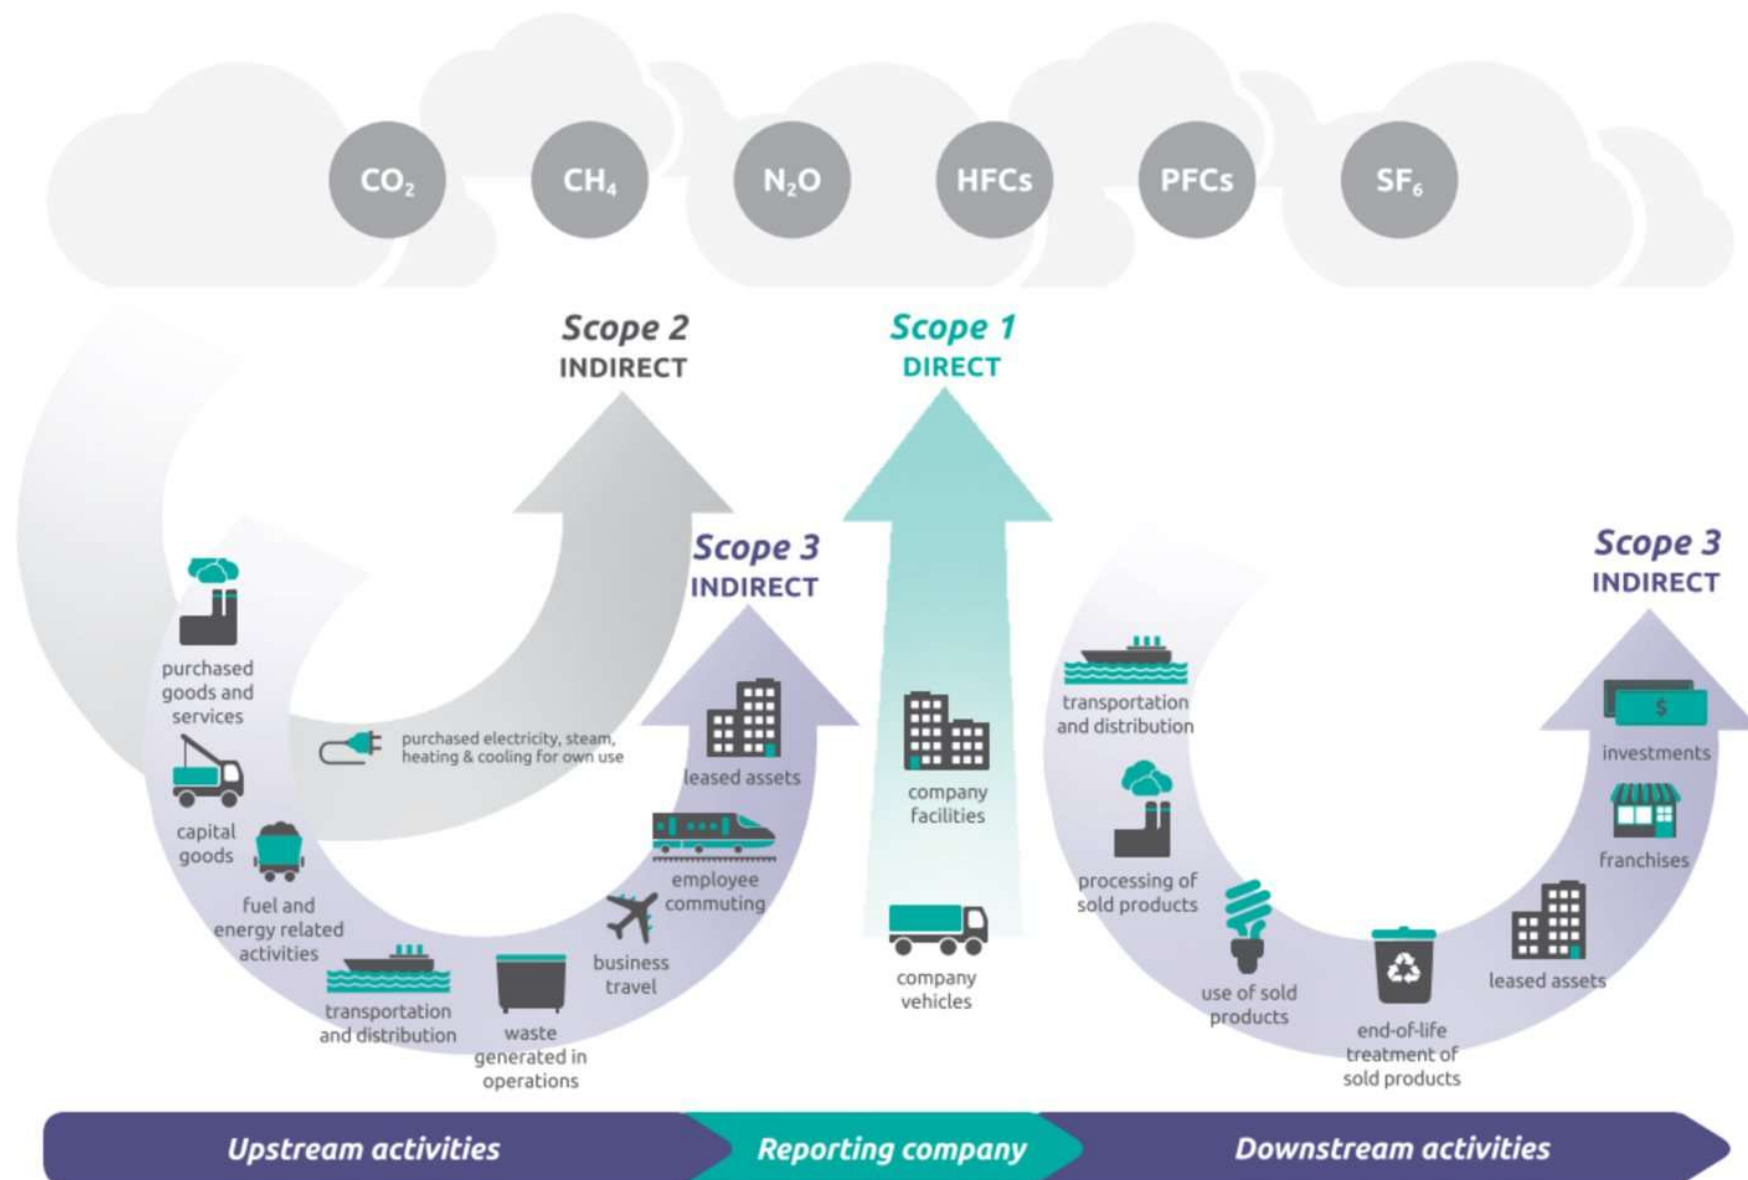 CO₂
CH₄
N₂O
HFCs
PFCs
SF₆
Scope 2
INDIRECT
Scope 1
DIRECT
Scope 3
INDIRECT
Scope 3
INDIRECT
purchased
goods and
services
capital
goods
fuel and
energy related
activities
transportation
and distribution
waste
generated in
operations
business
travel
employee
commuting
leased assets
purchased electricity, steam,
heating & cooling for own use
company
facilities
company
vehicles
transportation
and distribution
processing of
sold products
use of sold
products
end-of-life
treatment of
sold products
leased assets
franchises
$
investments
Upstream activities
Reporting company
Downstream activities